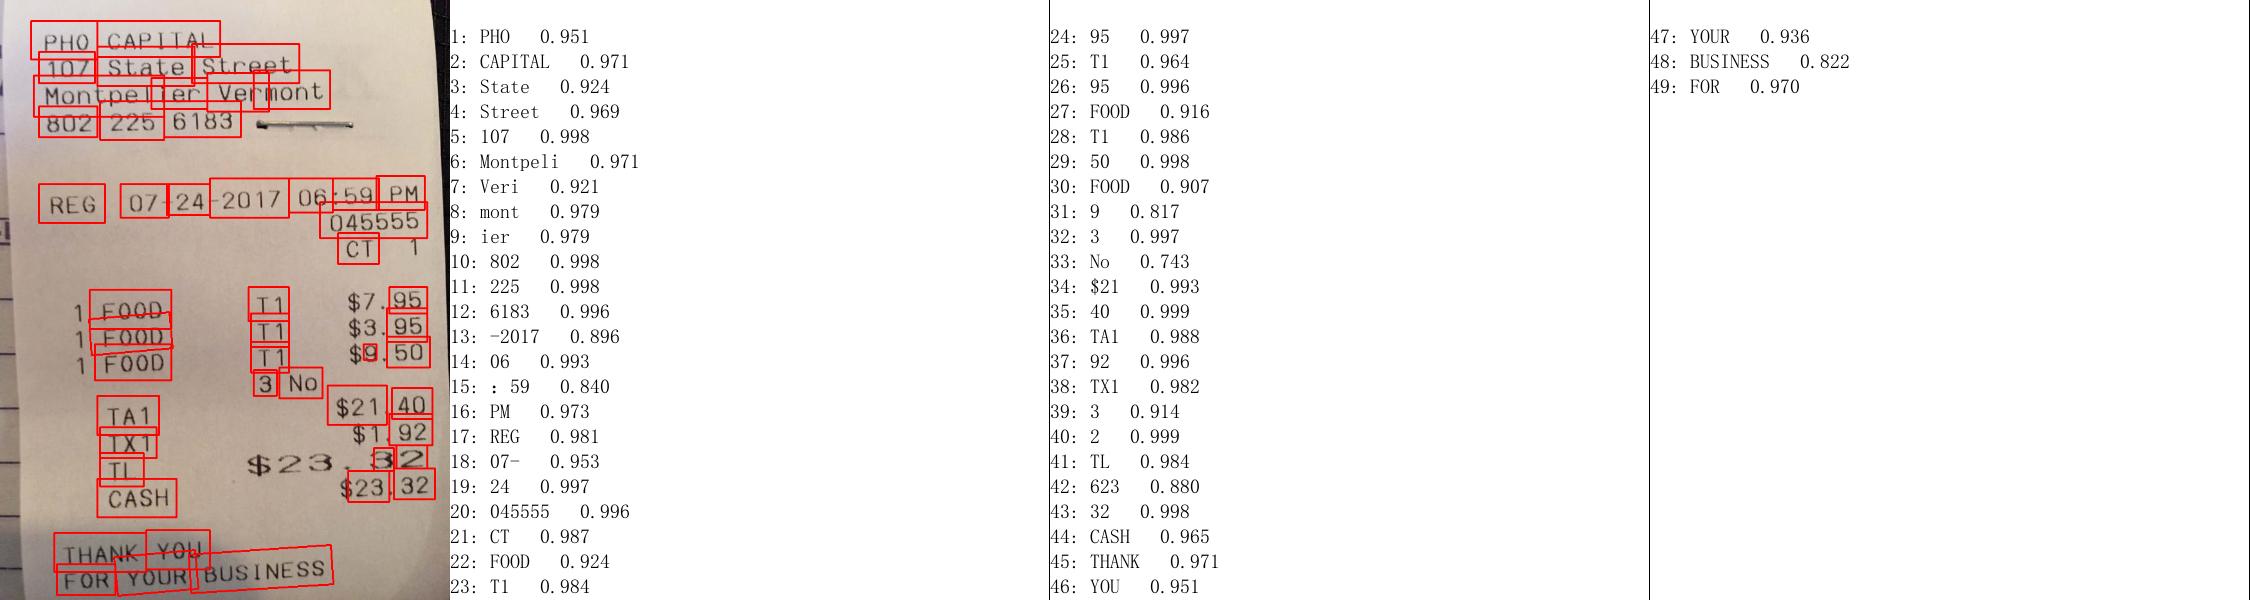 PHO CAPITAL
107 State Street
Montpelier Vermont
802 225 6183
REG 07-24-2017 06:59 PM
045555
CT 1
1 FOOD T1 $7.95
1 FOOD T1 $3.95
1 FOOD T1 $9.50
3 No
TA1 $21.40
TX1 $1.92
TL $23.32
CASH $23.32
THANK YOU
FOR YOUR BUSINESS
1: PHO 0.951
2: CAPITAL 0.971
3: State 0.924
4: Street 0.969
5: 107 0.998
6: Montpeli 0.971
7: Veri 0.921
8: mont 0.979
9: ier 0.979
10: 802 0.998
11: 225 0.998
12: 6183 0.996
13: -2017 0.896
14: 06 0.993
15: : 59 0.840
16: PM 0.973
17: REG 0.981
18: 07- 0.953
19: 24 0.997
20: 045555 0.996
21: CT 0.987
22: FOOD 0.924
23: T1 0.984
24: 95 0.997
25: T1 0.964
26: 95 0.996
27: FOOD 0.916
28: T1 0.986
29: 50 0.998
30: FOOD 0.907
31: 9 0.817
32: 3 0.997
33: No 0.743
34: $21 0.993
35: 40 0.999
36: TA1 0.988
37: 92 0.996
38: TX1 0.982
39: 3 0.914
40: 2 0.999
41: TL 0.984
42: 623 0.880
43: 32 0.998
44: CASH 0.965
45: THANK 0.971
46: YOU 0.951
47: YOUR 0.936
48: BUSINESS 0.822
49: FOR 0.970